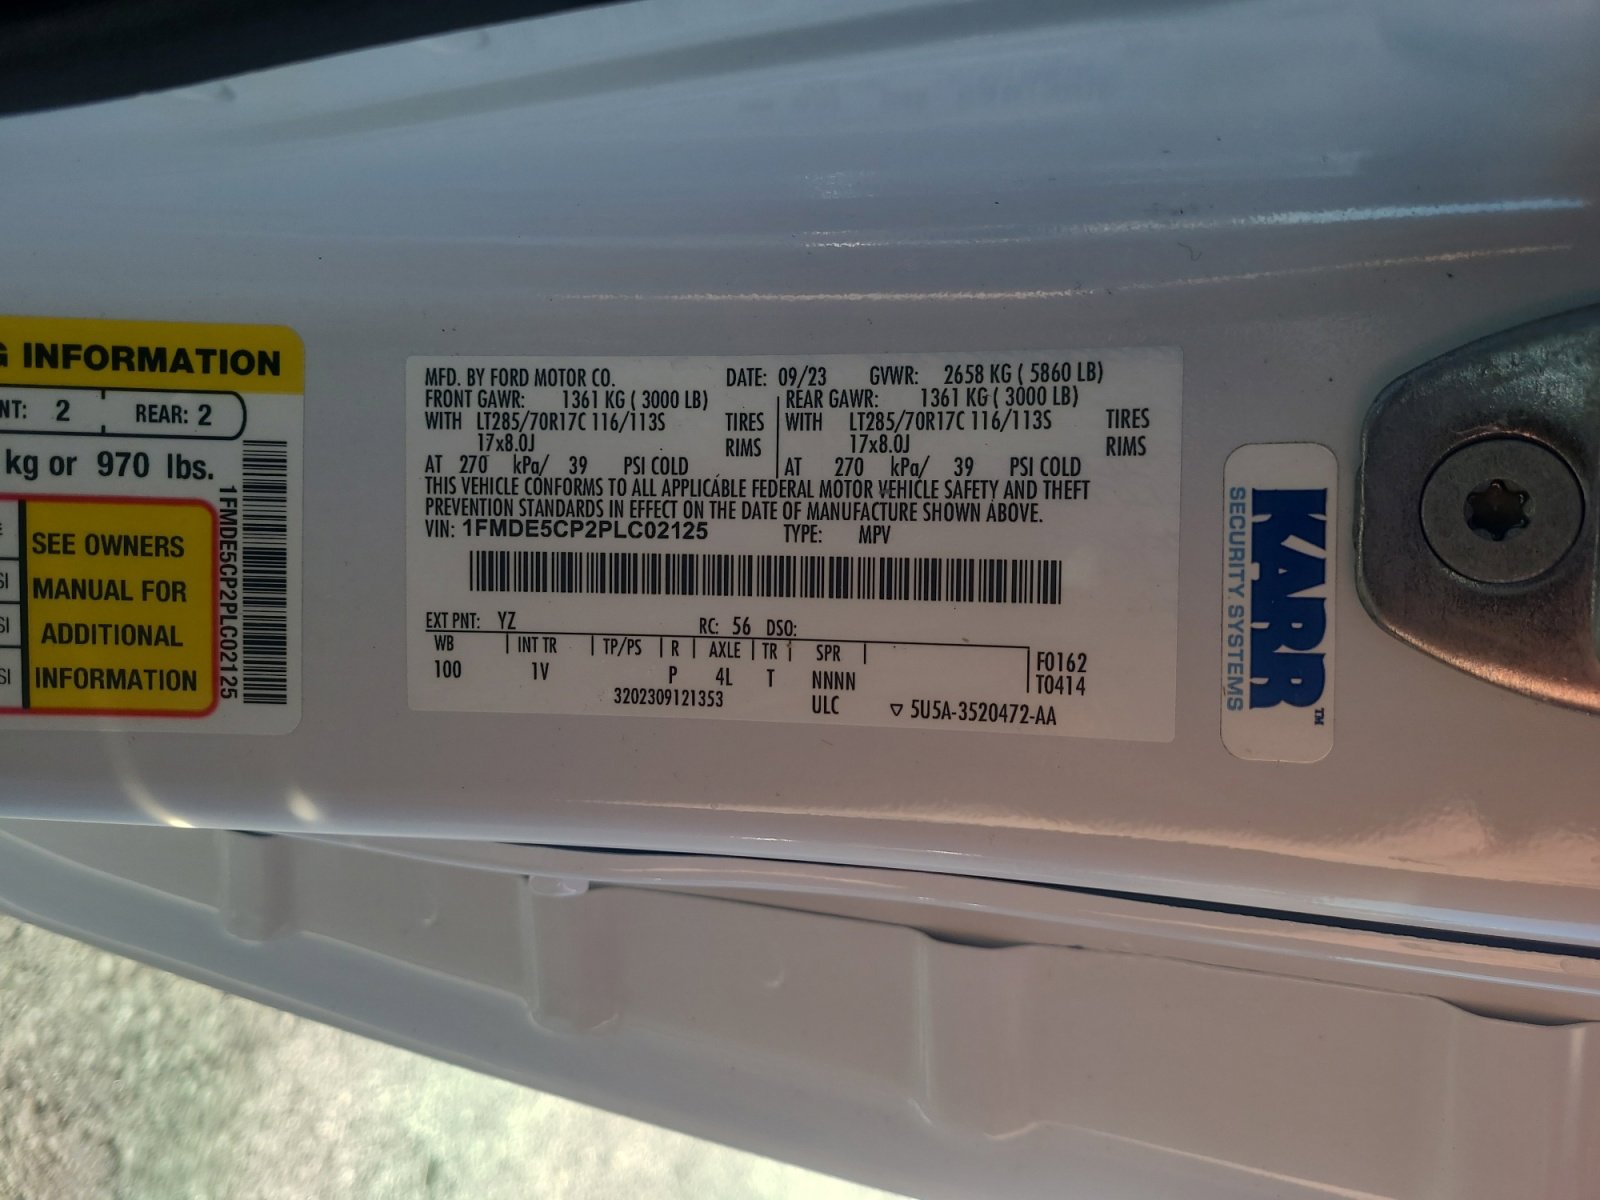 G INFORMATION
NT: 2 REAR: 2
kg or 970 lbs.
SEE OWNERS
MANUAL FOR
ADDITIONAL
INFORMATION
SI
SI
SI
1FMDE5CP2PLC02125
MFD. BY FORD MOTOR CO. DATE: 09/23 GVWR: 2658 KG ( 5860 LB)
FRONT GAWR: 1361 KG ( 3000 LB) REAR GAWR: 1361 KG ( 3000 LB)
WITH LT285/70R17C 116/113S TIRES WITH LT285/70R17C 116/113S TIRES
17x8.0J RIMS 17x8.0J RIMS
AT 270 kPa/ 39 PSI COLD AT 270 kPa/ 39 PSI COLD
THIS VEHICLE CONFORMS TO ALL APPLICABLE FEDERAL MOTOR VEHICLE SAFETY AND THEFT
PREVENTION STANDARDS IN EFFECT ON THE DATE OF MANUFACTURE SHOWN ABOVE.
VIN: 1FMDE5CP2PLC02125 TYPE: MPV
EXT PNT: YZ RC: 56 DSO:
WB INT TR TP/PS R AXLE TR SPR F0162
100 1V P 4L T NNNN T0414
3202309121353 ULC ▽ 5U5A-3520472-AA
KARR™
SECURITY SYSTEMS